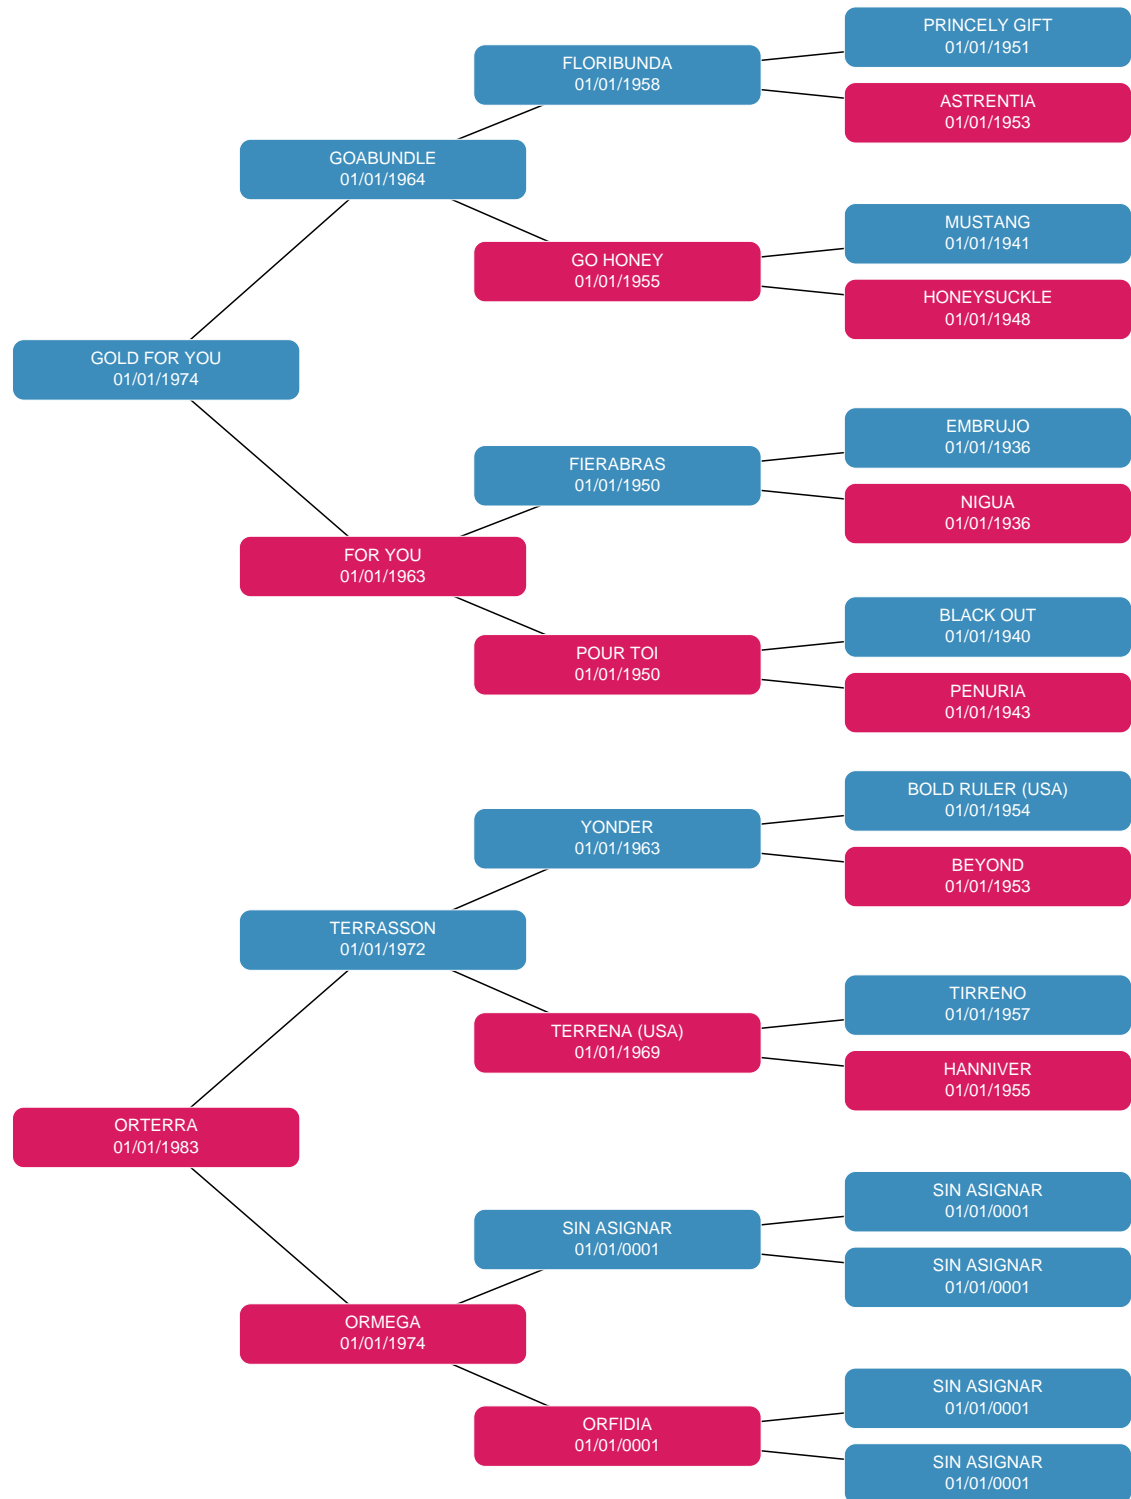 PRINCELY GIFT
01/01/1951
FLORIBUNDA
01/01/1958
ASTRENTIA
01/01/1953
GOABUNDLE
01/01/1964
MUSTANG
01/01/1941
GO HONEY
01/01/1955
HONEYSUCKLE
01/01/1948
GOLD FOR YOU
01/01/1974
EMBRUJO
01/01/1936
FIERABRAS
01/01/1950
NIGUA
01/01/1936
FOR YOU
01/01/1963
BLACK OUT
01/01/1940
POUR TOI
01/01/1950
PENURIA
01/01/1943
BOLD RULER (USA)
01/01/1954
YONDER
01/01/1963
BEYOND
01/01/1953
TERRASSON
01/01/1972
TIRRENO
01/01/1957
TERRENA (USA)
01/01/1969
HANNIVER
01/01/1955
ORTERRA
01/01/1983
SIN ASIGNAR
01/01/0001
SIN ASIGNAR
01/01/0001
SIN ASIGNAR
01/01/0001
ORMEGA
01/01/1974
SIN ASIGNAR
01/01/0001
ORFIDIA
01/01/0001
SIN ASIGNAR
01/01/0001